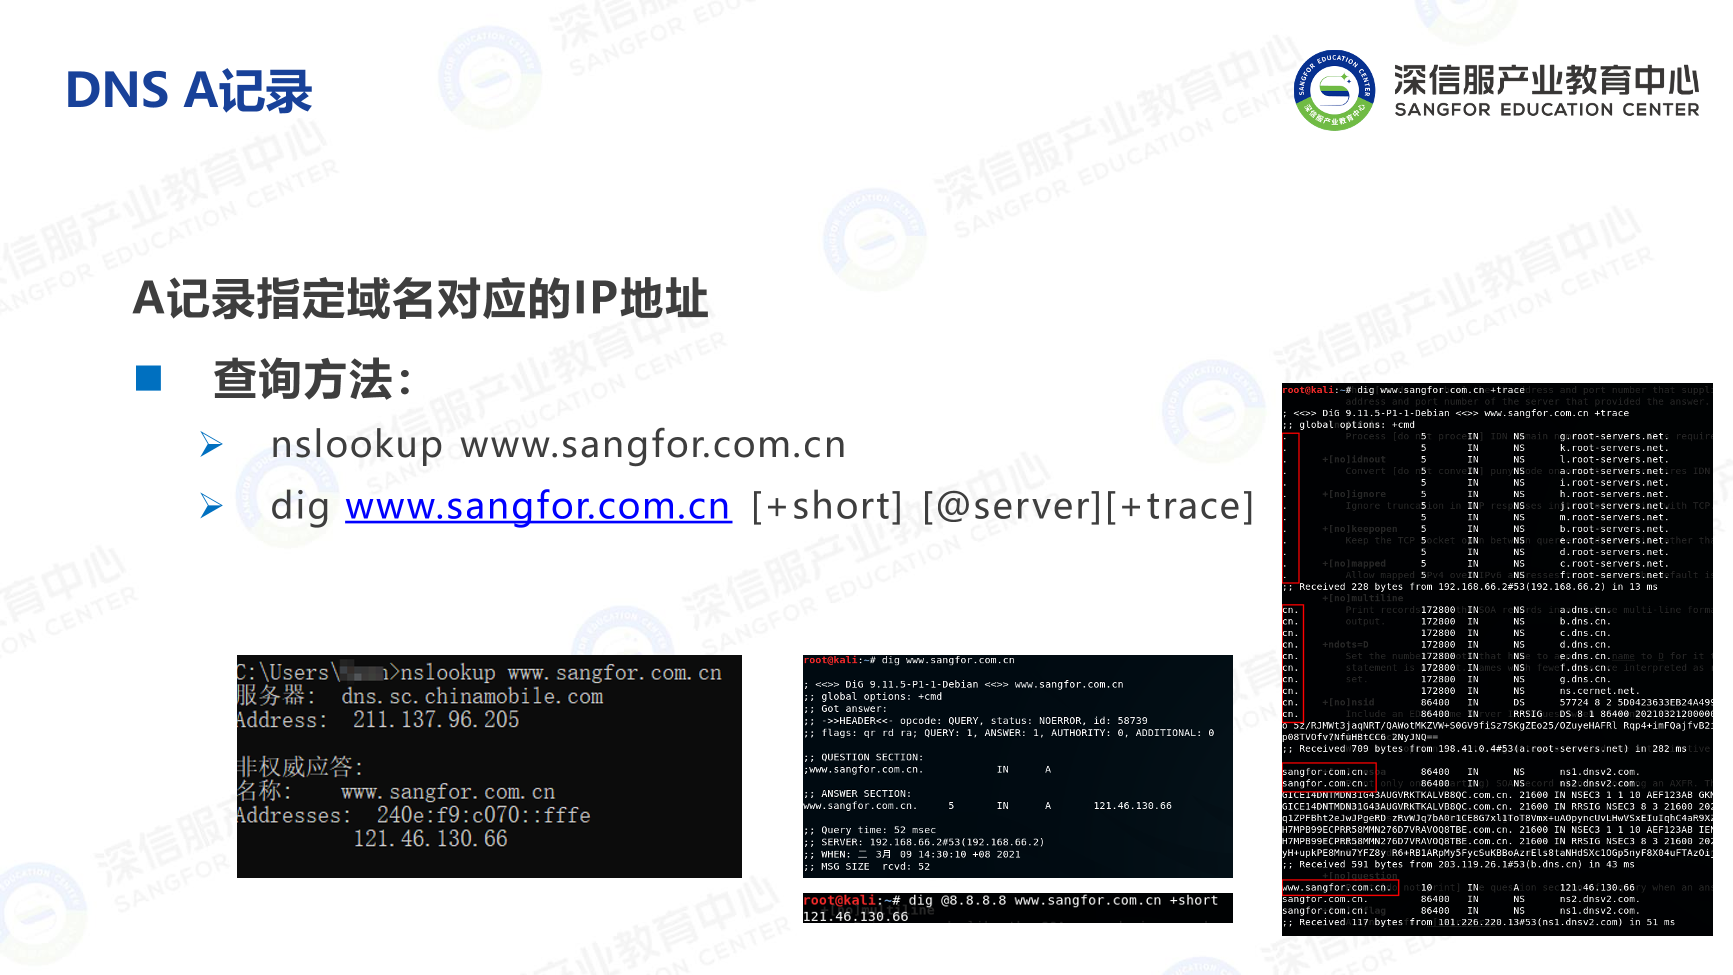 DNS A记录
深信服产业教育中心
SANGFOR EDUCATION CENTER
A记录指定域名对应的IP地址
查询方法：
nslookup www.sangfor.com.cn
dig www.sangfor.com.cn [+short] [@server][+trace]
C:\Users\ n>nslookup www.sangfor.com.cn
服务器: dns.sc.chinamobile.com
Address: 211.137.96.205
非权威应答:
名称: www.sangfor.com.cn
Addresses: 240e:f9:c070::fffe
121.46.130.66
root@kali:~# dig www.sangfor.com.cn
; <<>> DiG 9.11.5-P1-1-Debian <<>> www.sangfor.com.cn
;; global options: +cmd
;; Got answer:
;; ->>HEADER<<- opcode: QUERY, status: NOERROR, id: 58739
;; flags: qr rd ra; QUERY: 1, ANSWER: 1, AUTHORITY: 0, ADDITIONAL: 0
;; QUESTION SECTION:
;www.sangfor.com.cn. IN A
;; ANSWER SECTION:
www.sangfor.com.cn. 5 IN A 121.46.130.66
;; Query time: 52 msec
;; SERVER: 192.168.66.2#53(192.168.66.2)
;; WHEN: 二 3月 09 14:30:10 +08 2021
;; MSG SIZE rcvd: 52
root@kali:~# dig @8.8.8.8 www.sangfor.com.cn +short
121.46.130.66
root@kali:~# dig www.sangfor.com.cn +trace
; <<>> DiG 9.11.5-P1-1-Debian <<>> www.sangfor.com.cn +trace
;; global options: +cmd
. 5 IN NS g.root-servers.net.
. 5 IN NS k.root-servers.net.
. 5 IN NS l.root-servers.net.
. 5 IN NS a.root-servers.net.
. 5 IN NS i.root-servers.net.
. 5 IN NS h.root-servers.net.
. 5 IN NS j.root-servers.net.
. 5 IN NS m.root-servers.net.
. 5 IN NS b.root-servers.net.
. 5 IN NS e.root-servers.net.
. 5 IN NS d.root-servers.net.
. 5 IN NS c.root-servers.net.
. 5 IN NS f.root-servers.net.
;; Received 228 bytes from 192.168.66.2#53(192.168.66.2) in 13 ms
cn. 172800 IN NS a.dns.cn.
cn. 172800 IN NS b.dns.cn.
cn. 172800 IN NS c.dns.cn.
cn. 172800 IN NS d.dns.cn.
cn. 172800 IN NS e.dns.cn.
cn. 172800 IN NS f.dns.cn.
cn. 172800 IN NS g.dns.cn.
cn. 172800 IN NS ns.cernet.net.
cn. 86400 IN DS 57724 8 2 5D0423633EB24A499
cn. 86400 IN RRSIG DS 8 1 86400 20210321200000
;; Received 709 bytes from 198.41.0.4#53(a.root-servers.net) in 282 ms
sangfor.com.cn. 86400 IN NS ns1.dnsv2.com.
sangfor.com.cn. 86400 IN NS ns2.dnsv2.com.
;; Received 591 bytes from 203.119.26.1#53(b.dns.cn) in 43 ms
www.sangfor.com.cn. 10 IN A 121.46.130.66
sangfor.com.cn. 86400 IN NS ns2.dnsv2.com.
sangfor.com.cn. 86400 IN NS ns1.dnsv2.com.
;; Received 117 bytes from 101.226.220.13#53(ns1.dnsv2.com) in 51 ms